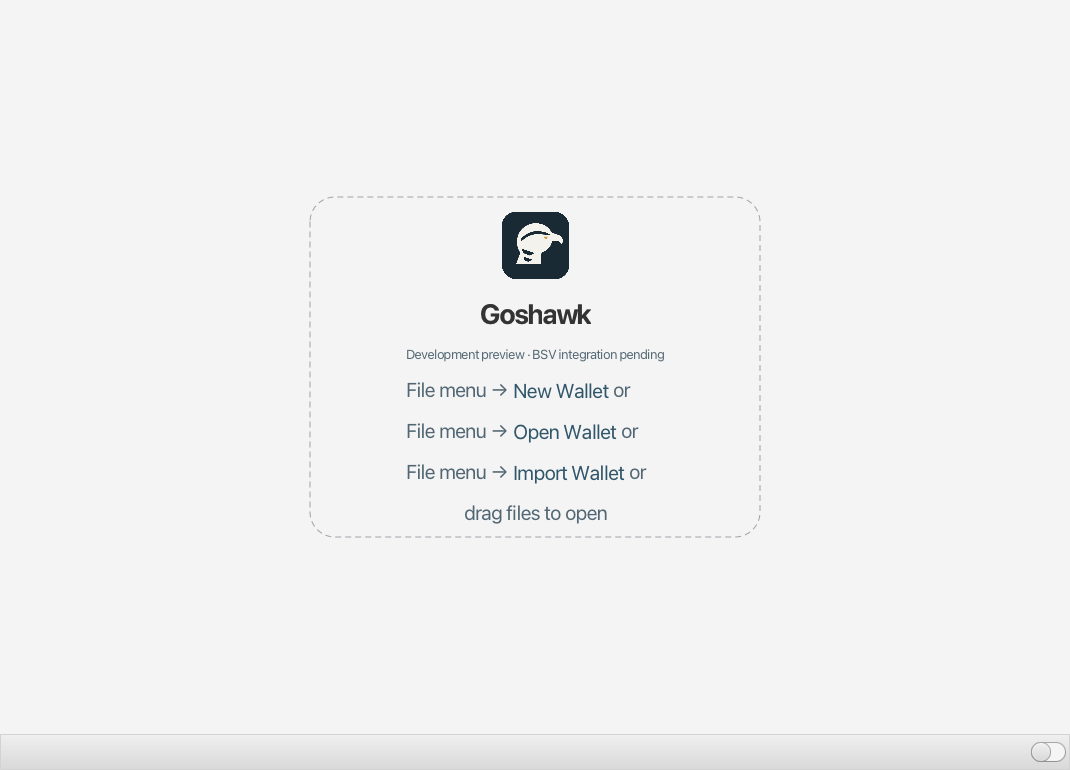 Goshawk
Development preview · BSV integration pending
File menu → New Wallet or
File menu → Open Wallet or
File menu → Import Wallet or
drag files to open